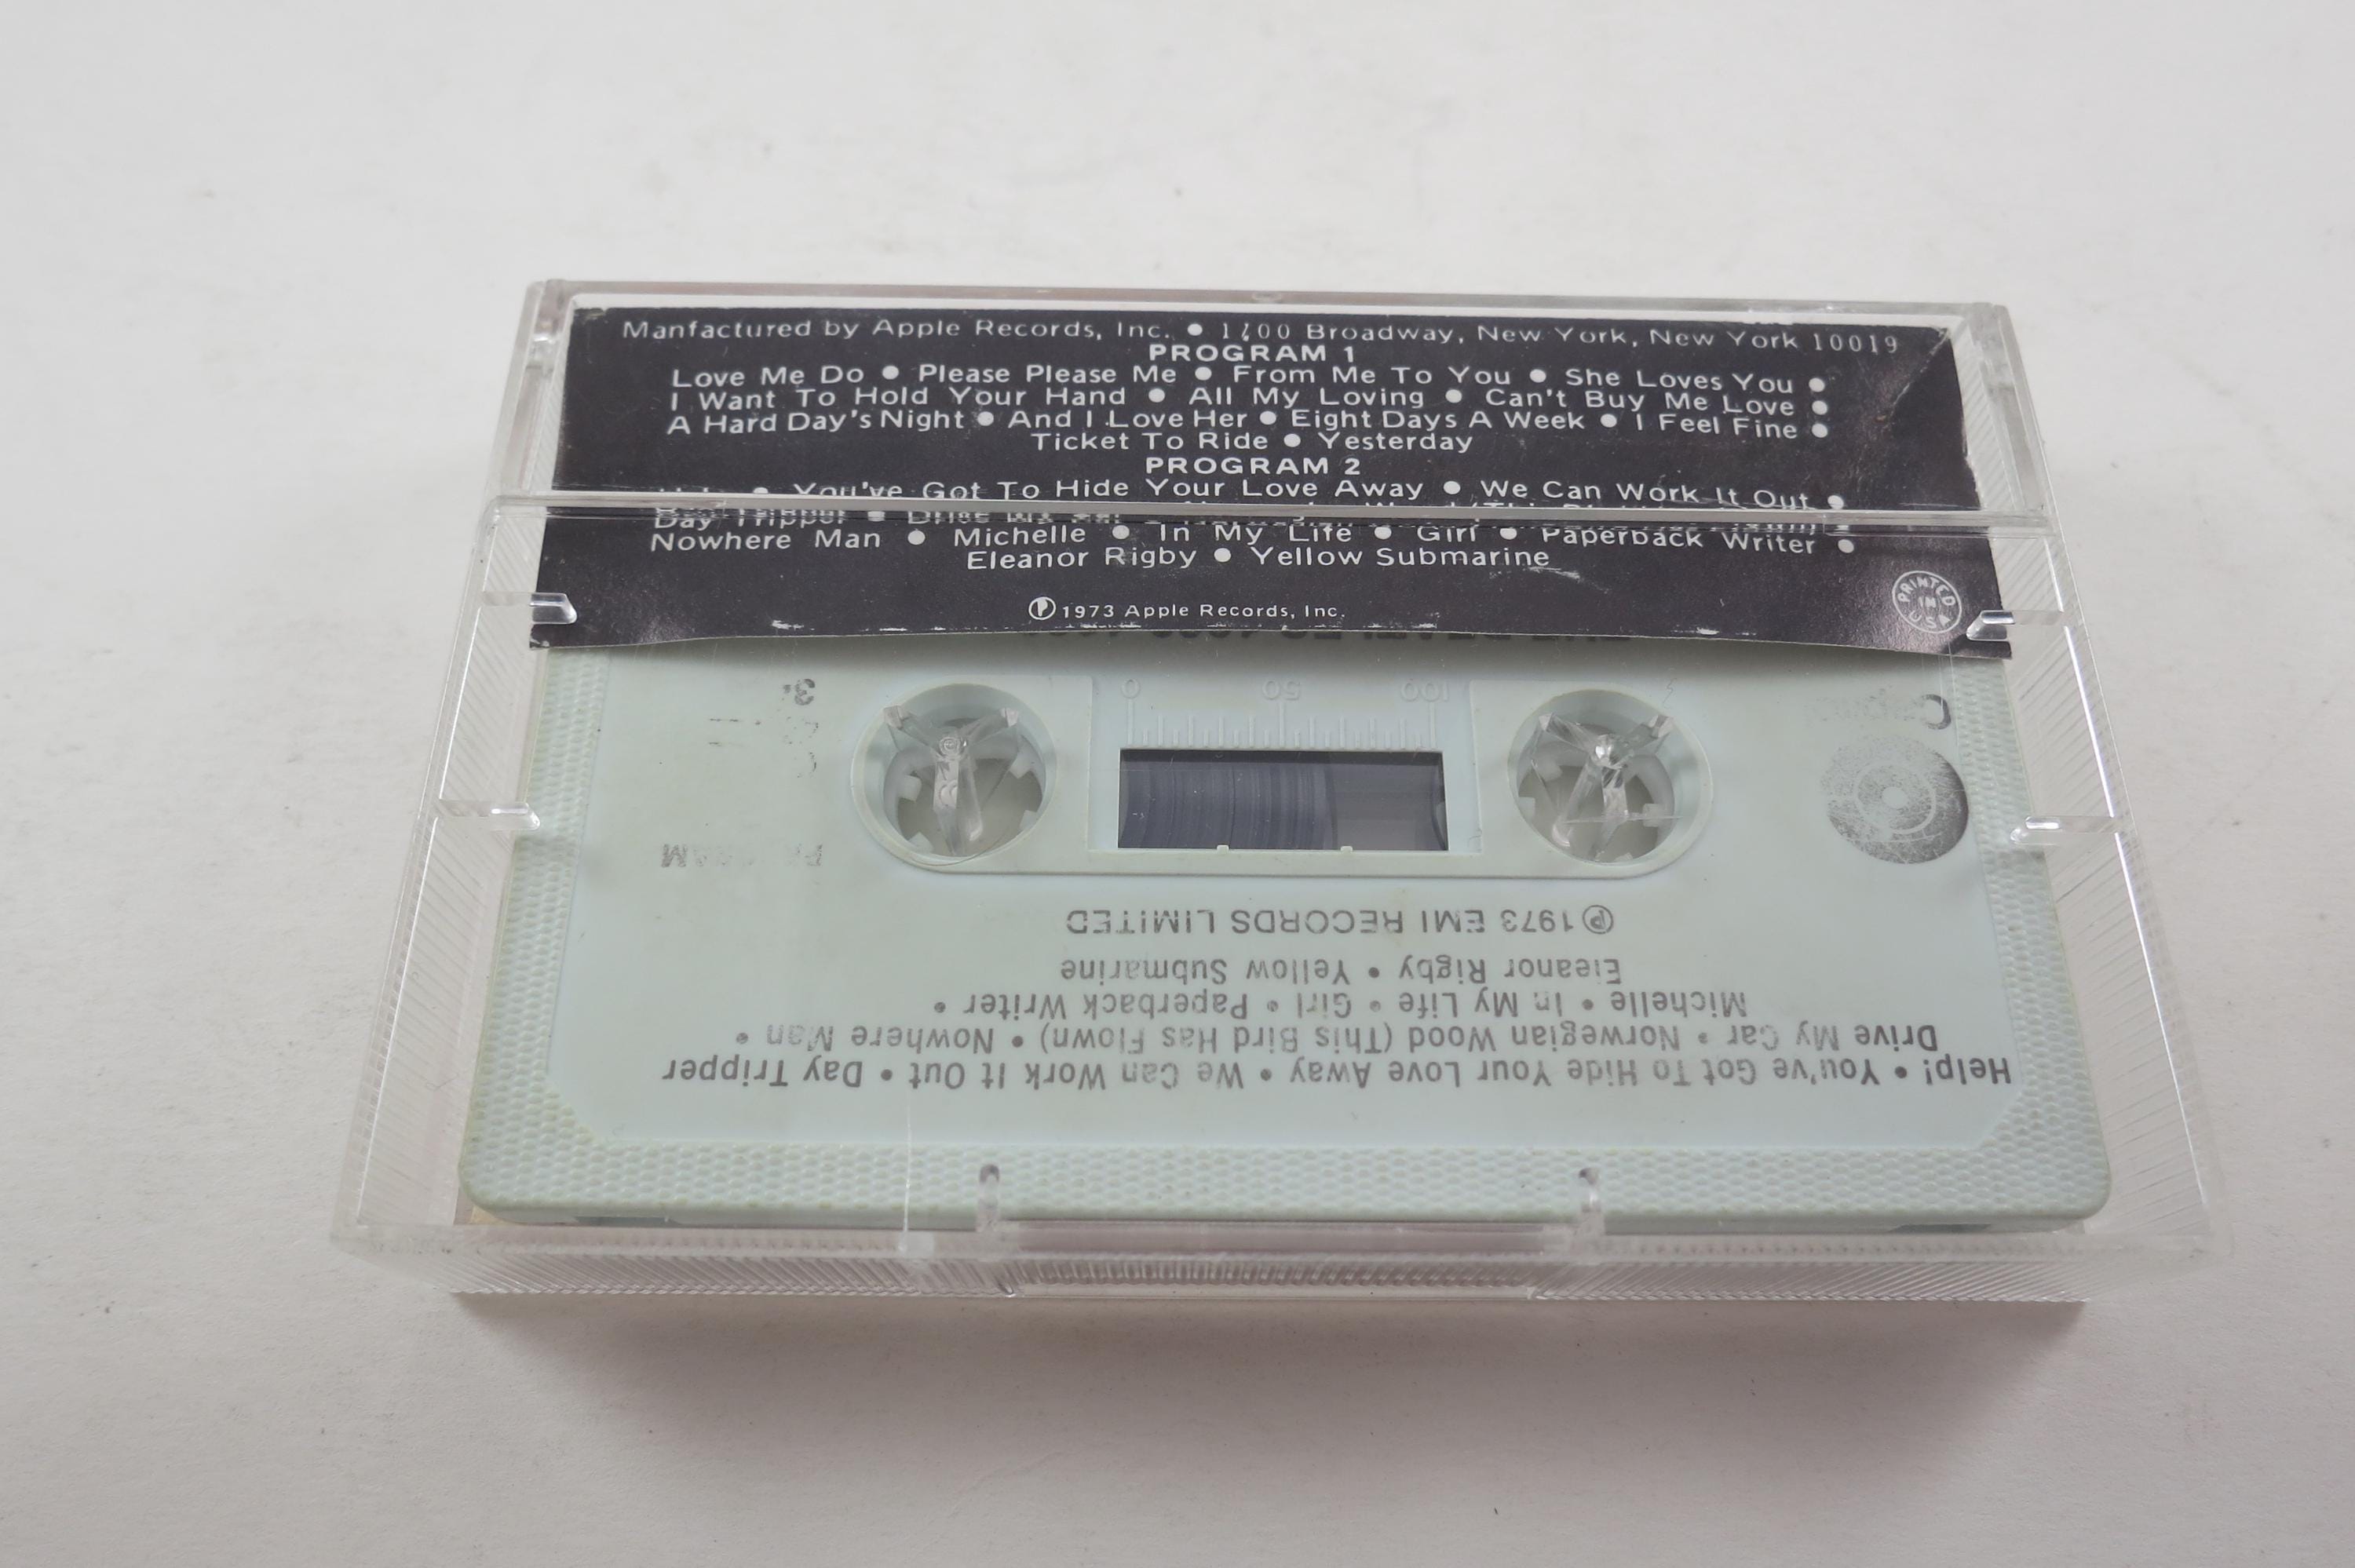 Manfactured by Apple Records, Inc. ● 1700 Broadway, New York, New York 10019
PROGRAM 1
Love Me Do ● Please Please Me ● From Me To You ● She Loves You ●
I Want To Hold Your Hand ● All My Loving ● Can't Buy Me Love ●
A Hard Day's Night ● And I Love Her ● Eight Days A Week ● I Feel Fine ●
Ticket To Ride ● Yesterday
PROGRAM 2
● You've Got To Hide Your Love Away ● We Can Work It Out ●
Day Tripper ● Drive My Car
Nowhere Man ● Michelle ● In My Life ● Girl ● Paperback Writer ●
Eleanor Rigby ● Yellow Submarine
℗ 1973 Apple Records, Inc.
PRINTED IN USA
Help! • You've Got To Hide Your Love Away • We Can Work It Out • Day Tripper
Drive My Car • Norwegian Wood (This Bird Has Flown) • Nowhere Man •
Michelle • In My Life • Girl • Paperback Writer •
Eleanor Rigby • Yellow Submarine
℗ 1973 EMI RECORDS LIMITED
0 50 100